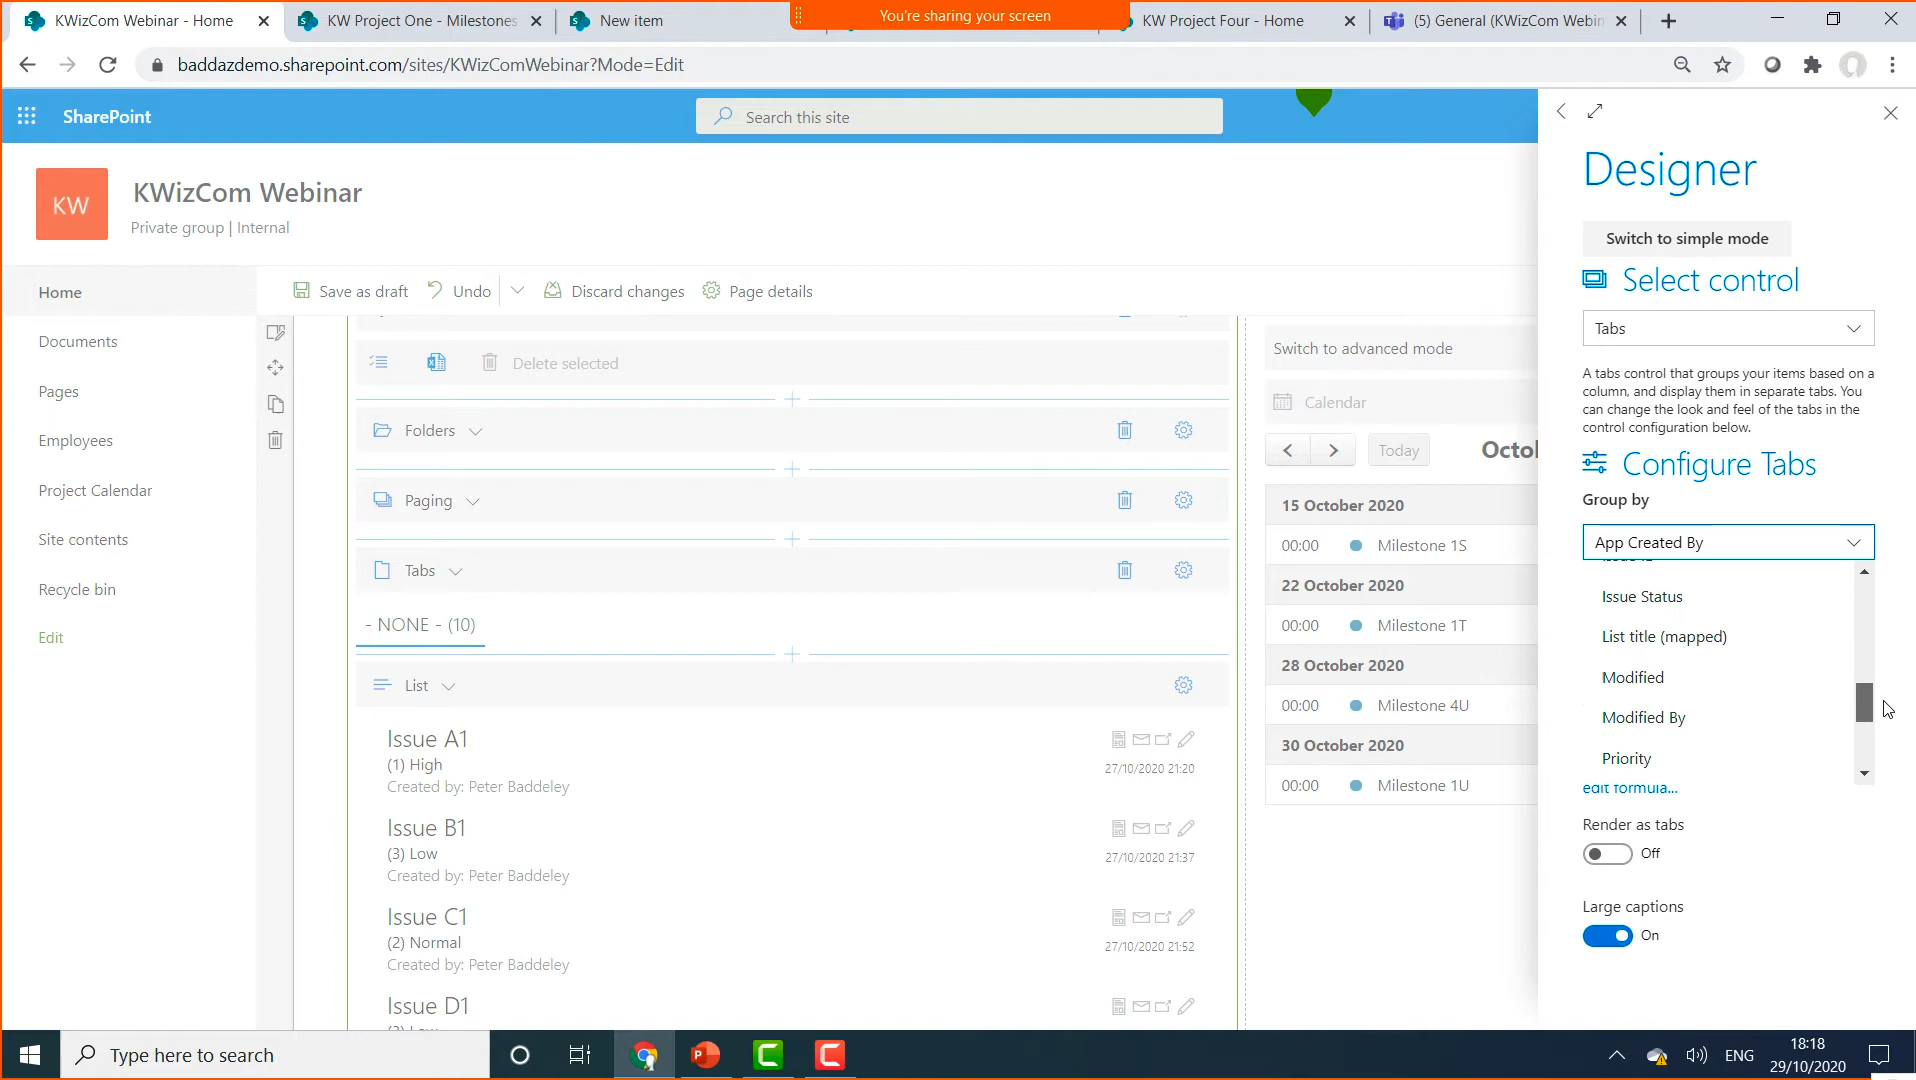 KWizCom Webinar - Home
KW Project One - Milestones
New item
You're sharing your screen
KW Project Four - Home
(5) General (KWizCom Webin
baddazdemo.sharepoint.com/sites/KWizComWebinar?Mode=Edit
SharePoint
Search this site
KW
KWizCom Webinar
Private group | Internal
Home
Documents
Pages
Employees
Project Calendar
Site contents
Recycle bin
Edit
Save as draft
Undo
Discard changes
Page details
Delete selected
Folders
Paging
Tabs
- NONE - (10)
List
Issue A1
(1) High
Created by: Peter Baddeley
27/10/2020 21:20
Issue B1
(3) Low
Created by: Peter Baddeley
27/10/2020 21:37
Issue C1
(2) Normal
Created by: Peter Baddeley
27/10/2020 21:52
Issue D1
Switch to advanced mode
Calendar
Today
Octo
15 October 2020
00:00 Milestone 1S
22 October 2020
00:00 Milestone 1T
28 October 2020
00:00 Milestone 4U
30 October 2020
00:00 Milestone 1U
Designer
Switch to simple mode
Select control
Tabs
A tabs control that groups your items based on a
column, and display them in separate tabs. You
can change the look and feel of the tabs in the
control configuration below.
Configure Tabs
Group by
App Created By
Issue Status
List title (mapped)
Modified
Modified By
Priority
edit formula...
Render as tabs
Off
Large captions
On
Type here to search
ENG
18:18
29/10/2020